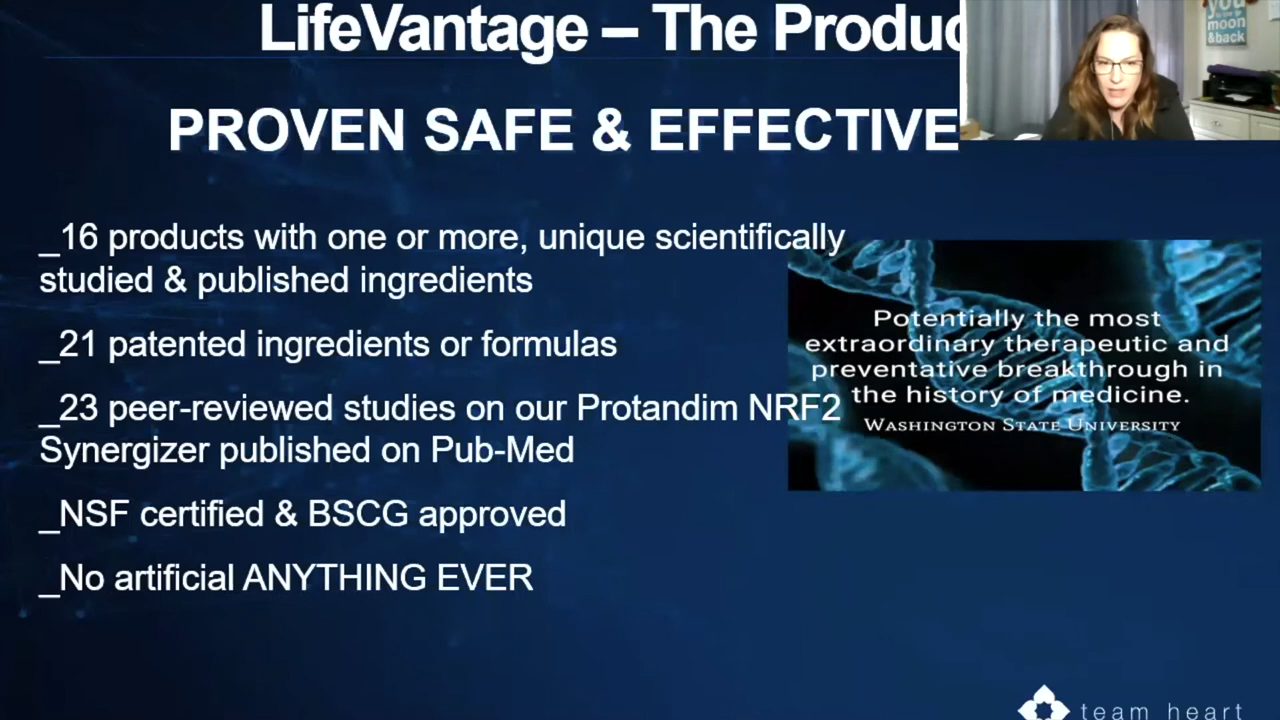 LifeVantage – The Produc
PROVEN SAFE & EFFECTIVE
you
moon
&back
_16 products with one or more, unique scientifically
studied & published ingredients
_21 patented ingredients or formulas
_23 peer-reviewed studies on our Protandim NRF2
Synergizer published on Pub-Med
_NSF certified & BSCG approved
_No artificial ANYTHING EVER
Potentially the most
extraordinary therapeutic and
preventative breakthrough in
the history of medicine.
WASHINGTON STATE UNIVERSITY
team heart